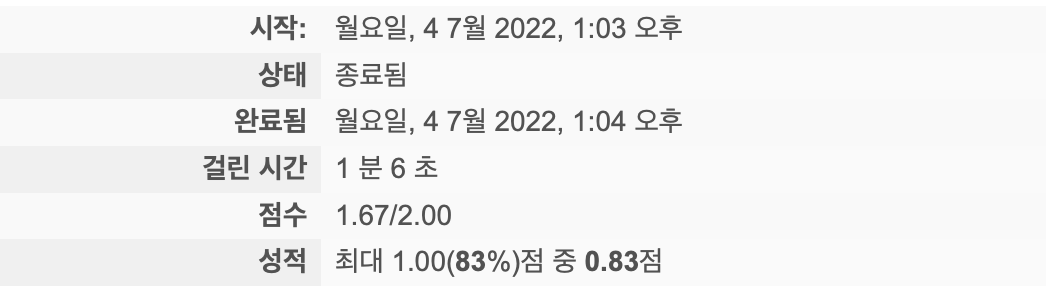 시작: 월요일, 4 7월 2022, 1:03 오후
상태 종료됨
완료됨 월요일, 4 7월 2022, 1:04 오후
걸린 시간 1 분 6 초
점수 1.67/2.00
성적 최대 1.00(83%)점 중 0.83점